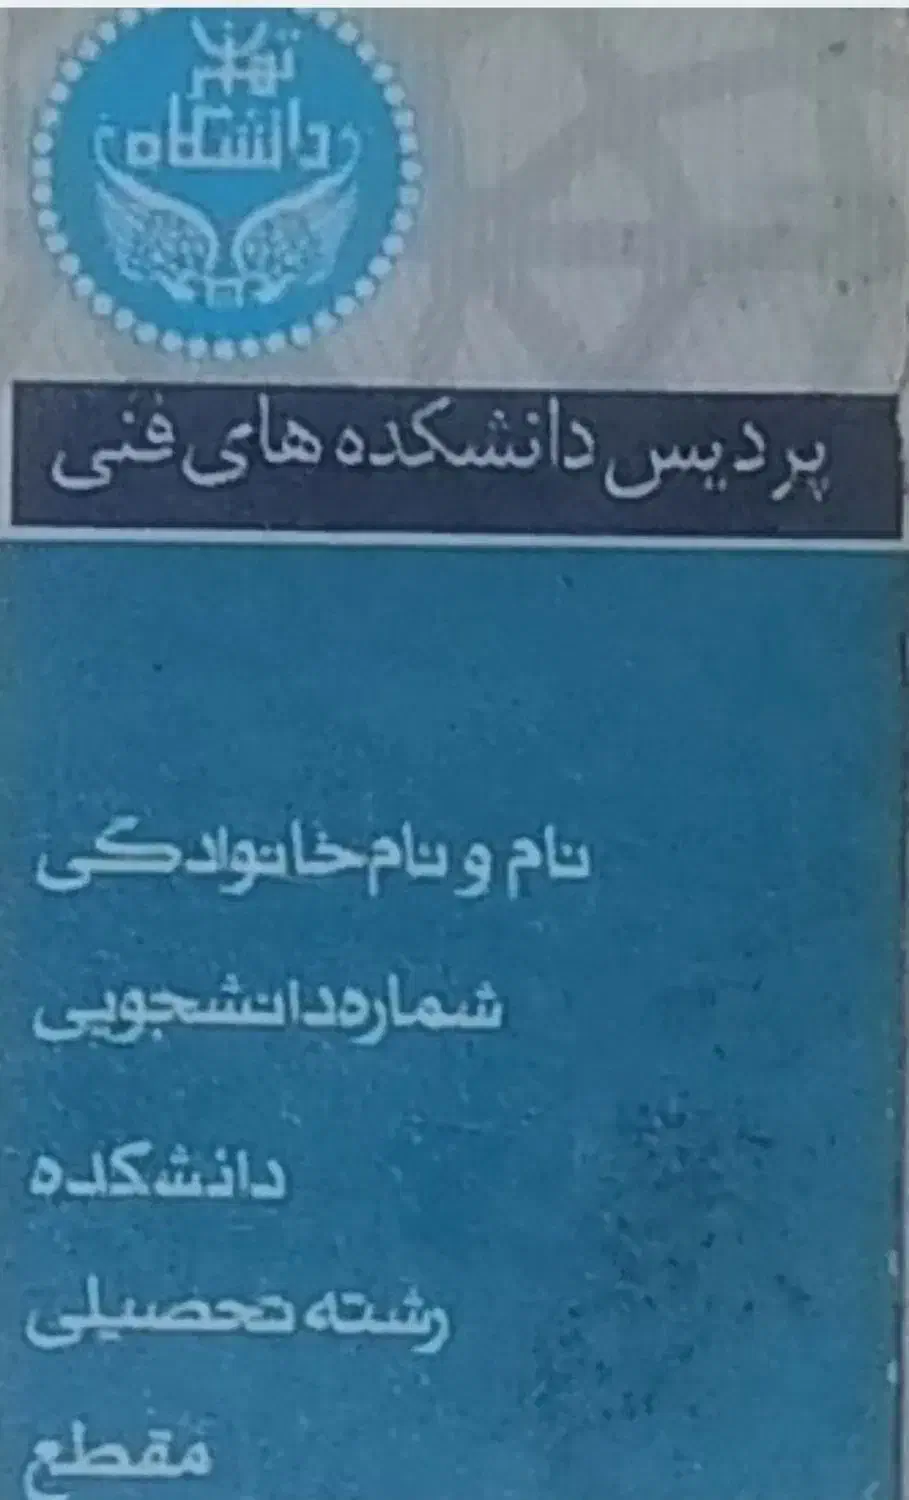 دانشگاه تهران
پردیس دانشکده های فنی
نام و نام خانوادگی
شماره دانشجویی
دانشکده
رشته تحصیلی
مقطع